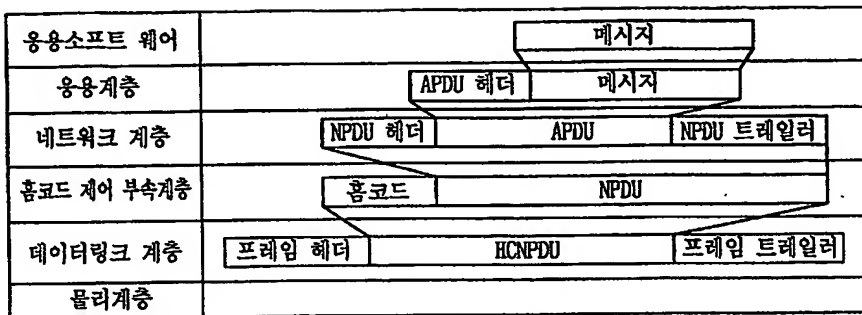 응용소프트 웨어
메시지
응용계층
APDU 헤더
메시지
네트워크 계층
NPDU 헤더
APDU
NPDU 트레일러
홈코드 제어 부속계층
홈코드
NPDU
데이터링크 계층
프레임 헤더
HCNPDU
프레임 트레일러
물리계층